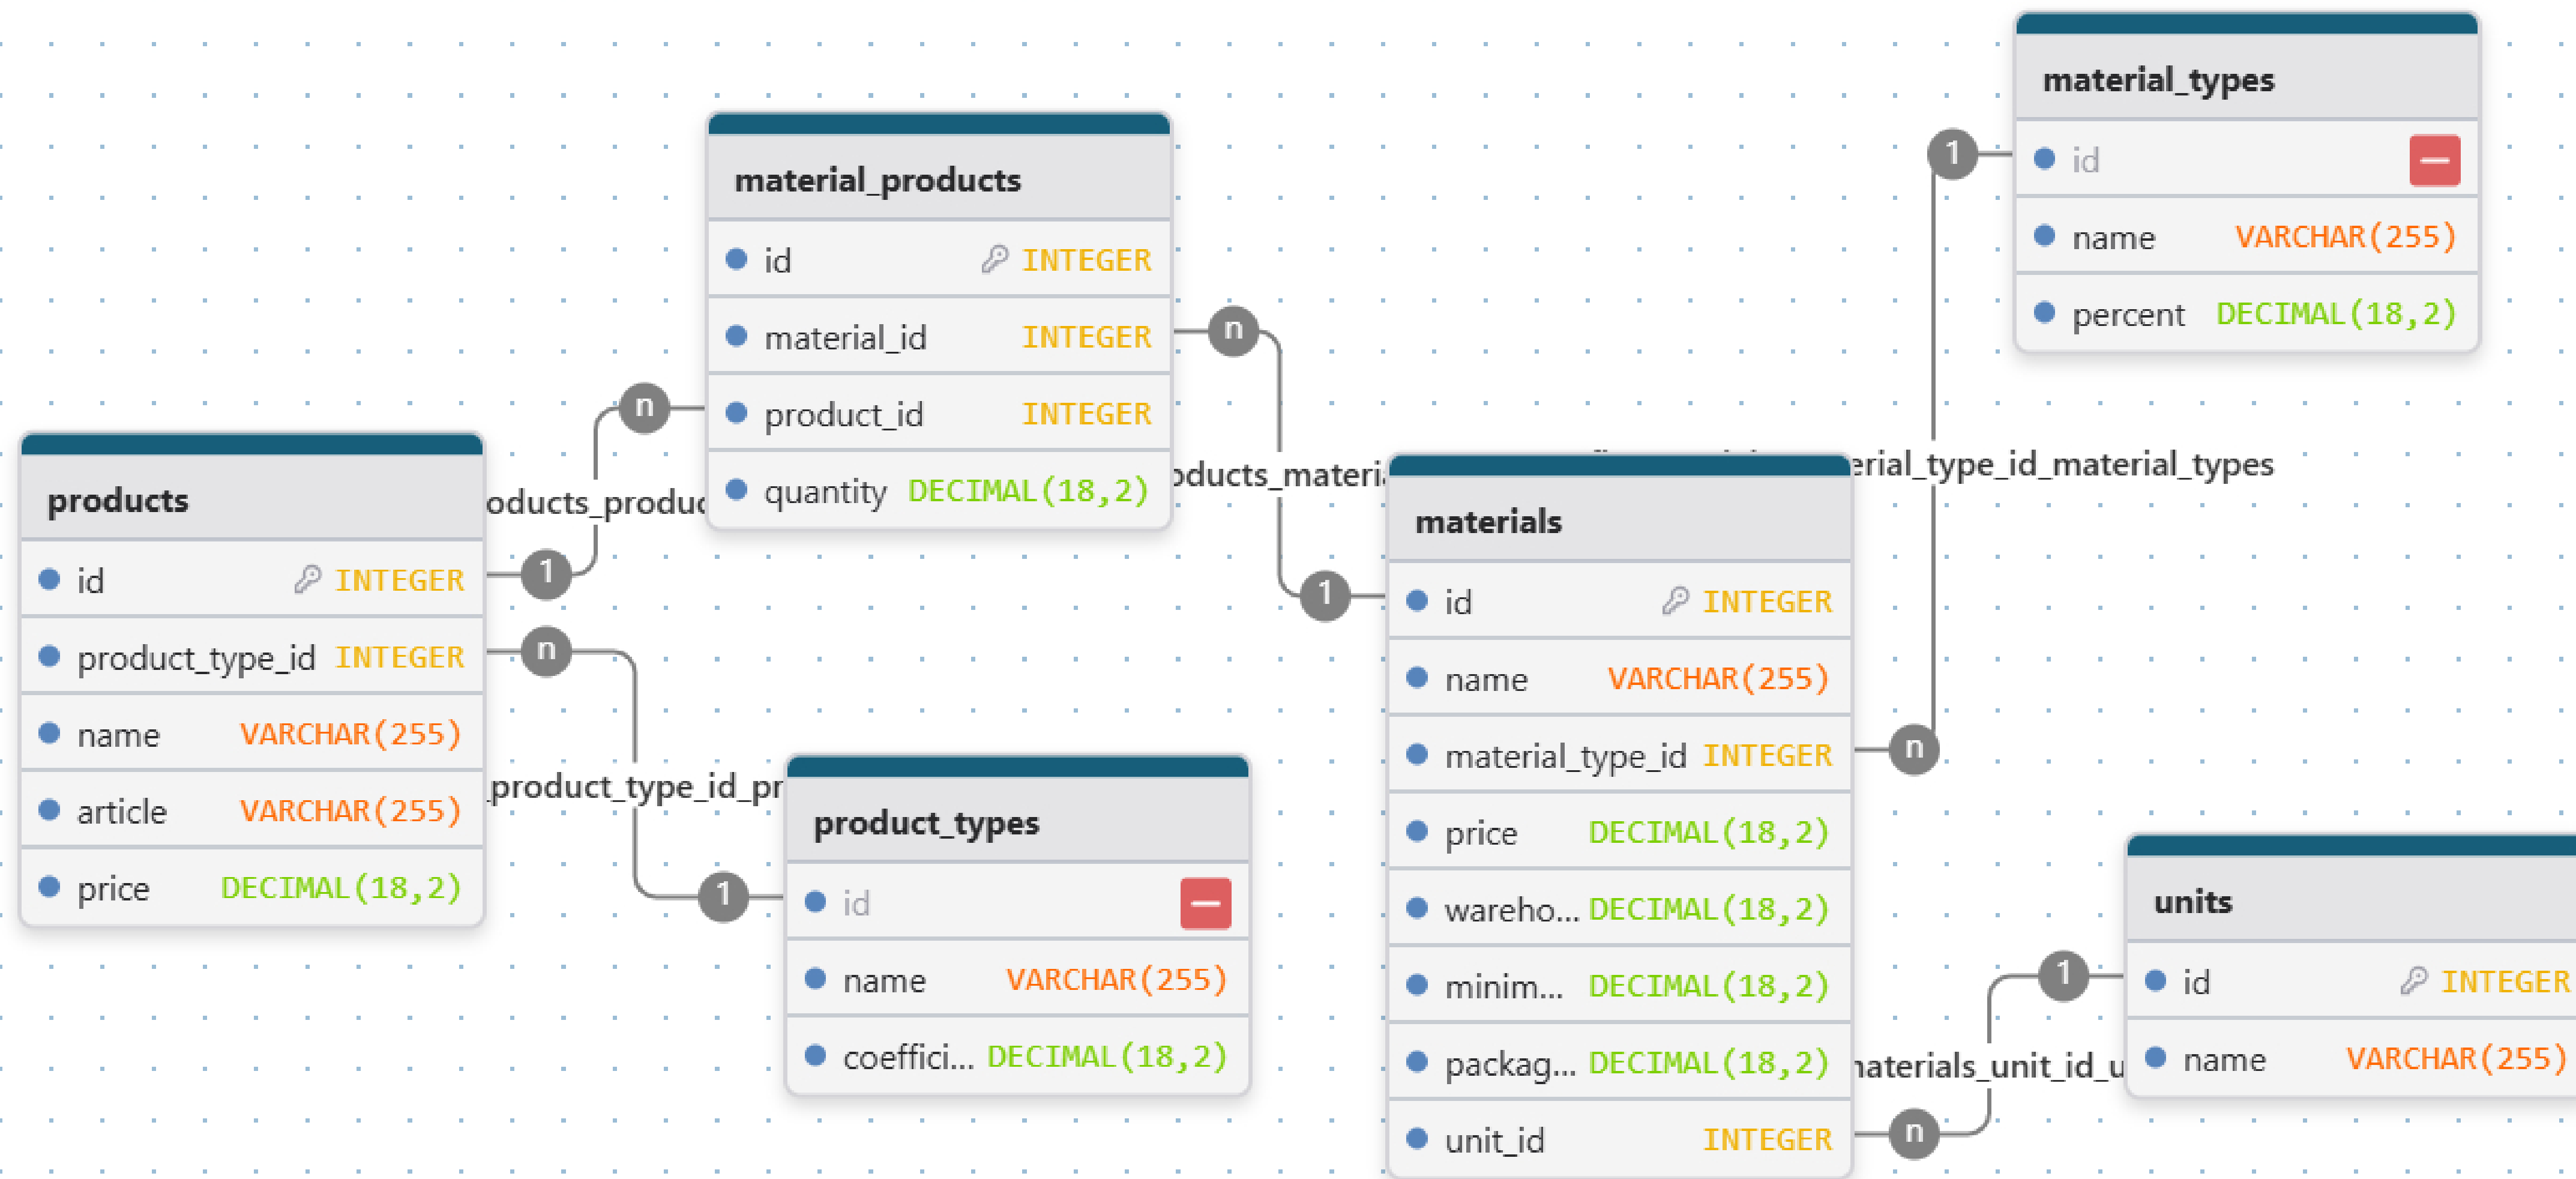 material_types
id
name VARCHAR(255)
percent DECIMAL(18,2)
material_products
id INTEGER
material_id INTEGER
product_id INTEGER
quantity DECIMAL(18,2)
products
id INTEGER
product_type_id INTEGER
name VARCHAR(255)
article VARCHAR(255)
price DECIMAL(18,2)
product_types
id
name VARCHAR(255)
coeffici... DECIMAL(18,2)
materials
id INTEGER
name VARCHAR(255)
material_type_id INTEGER
price DECIMAL(18,2)
wareho... DECIMAL(18,2)
minim... DECIMAL(18,2)
packag... DECIMAL(18,2)
unit_id INTEGER
units
id INTEGER
name VARCHAR(255)
oducts_produc
oducts_materia
erial_type_id_material_types
_product_type_id_pr
naterials_unit_id_u
n
1
n
1
n
1
1
n
1
n